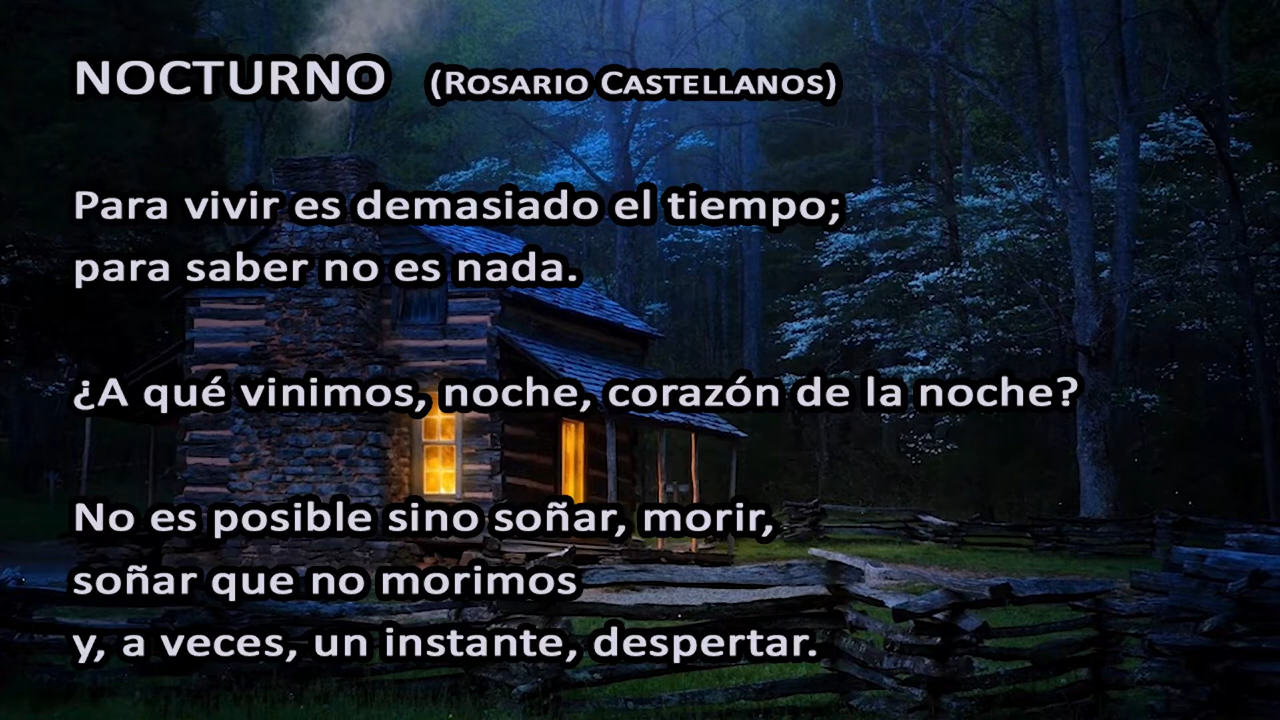 NOCTURNO (ROSARIO CASTELLANOS)
Para vivir es demasiado el tiempo;
para saber no es nada.
¿A qué vinimos, noche, corazón de la noche?
No es posible sino soñar, morir,
soñar que no morimos
y, a veces, un instante, despertar.